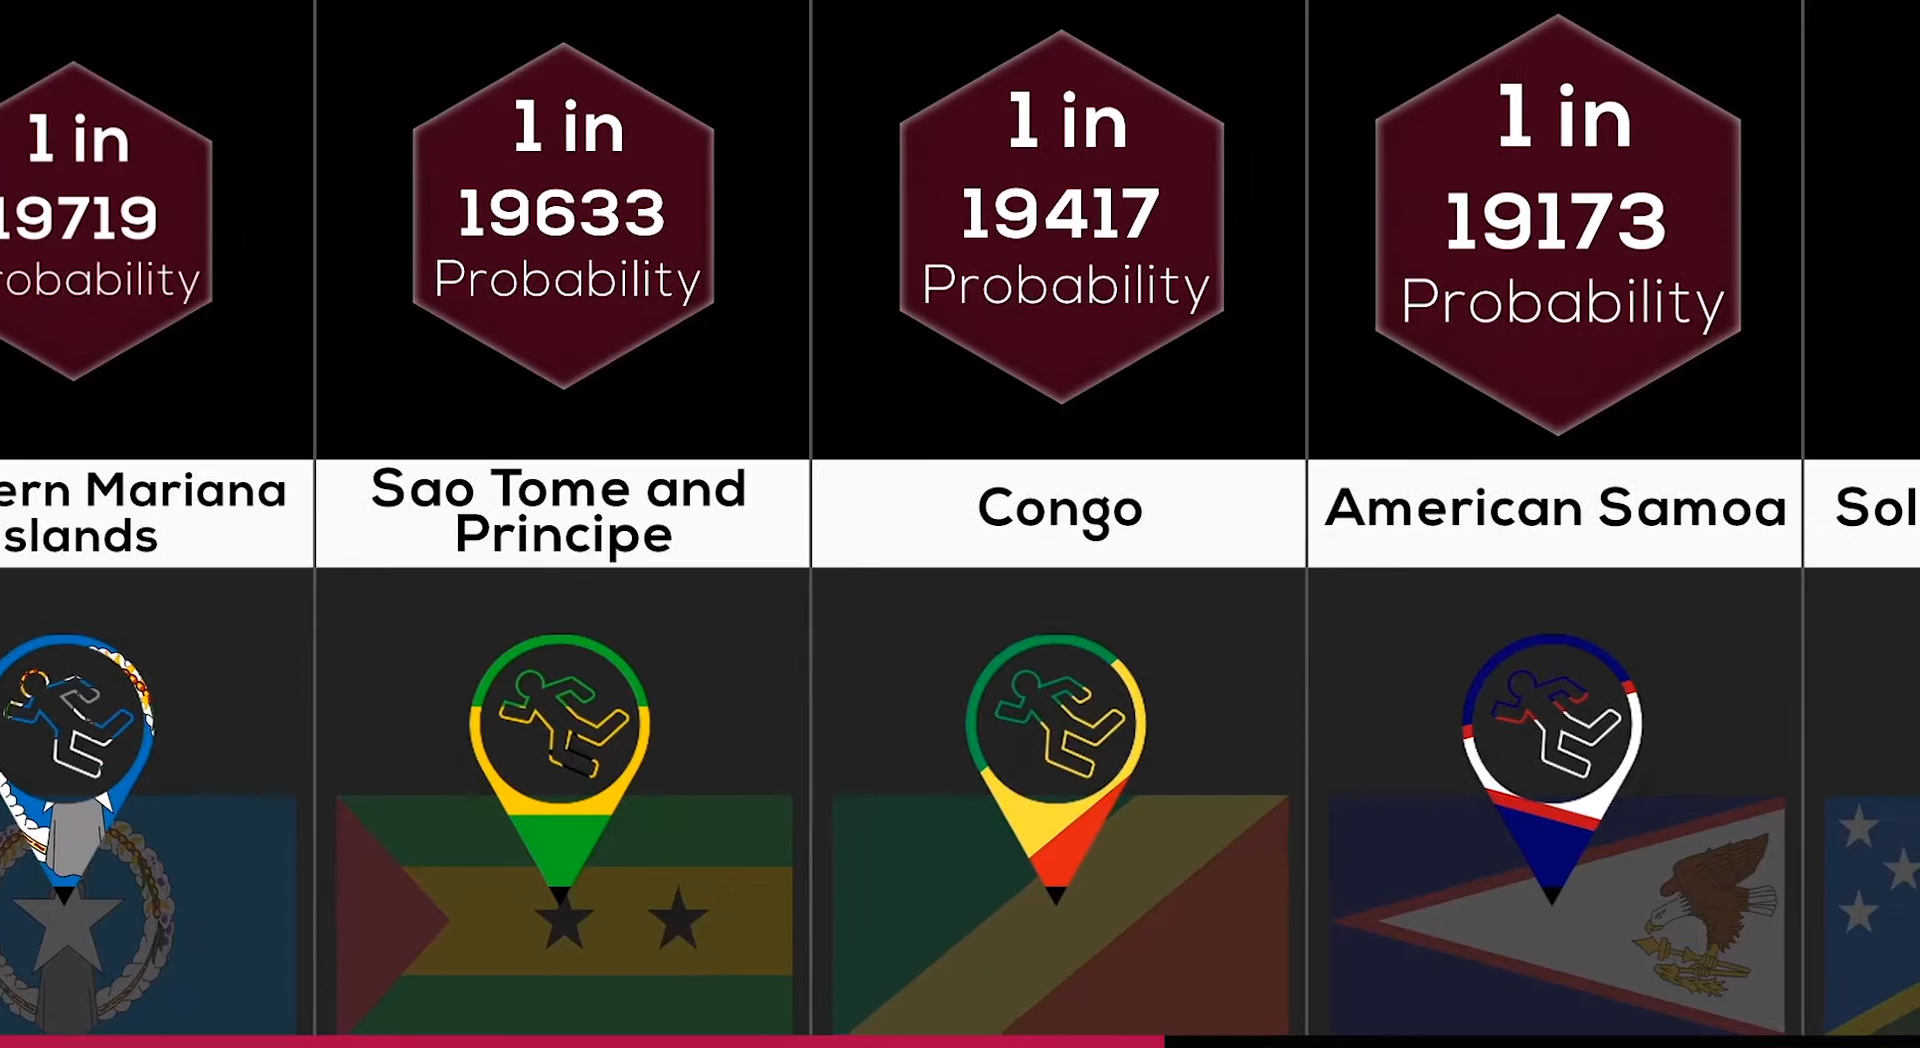 1 in
19719
robability
ern Mariana
slands
1 in
19633
Probability
Sao Tome and
Principe
1 in
19417
Probability
Congo
1 in
19173
Probability
American Samoa
Sol